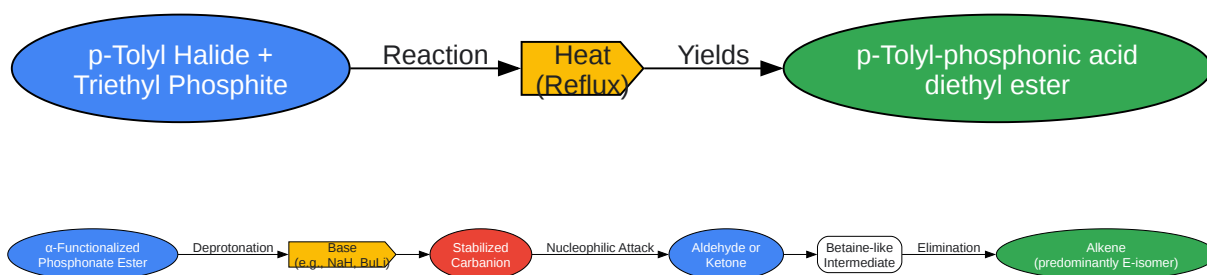 p-Tolyl Halide +
Triethyl Phosphite
Reaction
Heat
(Reflux)
Yields
p-Tolyl-phosphonic acid
diethyl ester
α-Functionalized
Phosphonate Ester
Deprotonation
Base
(e.g., NaH, BuLi)
Stabilized
Carbanion
Nucleophilic Attack
Aldehyde or
Ketone
Betaine-like
Intermediate
Elimination
Alkene
(predominantly E-isomer)